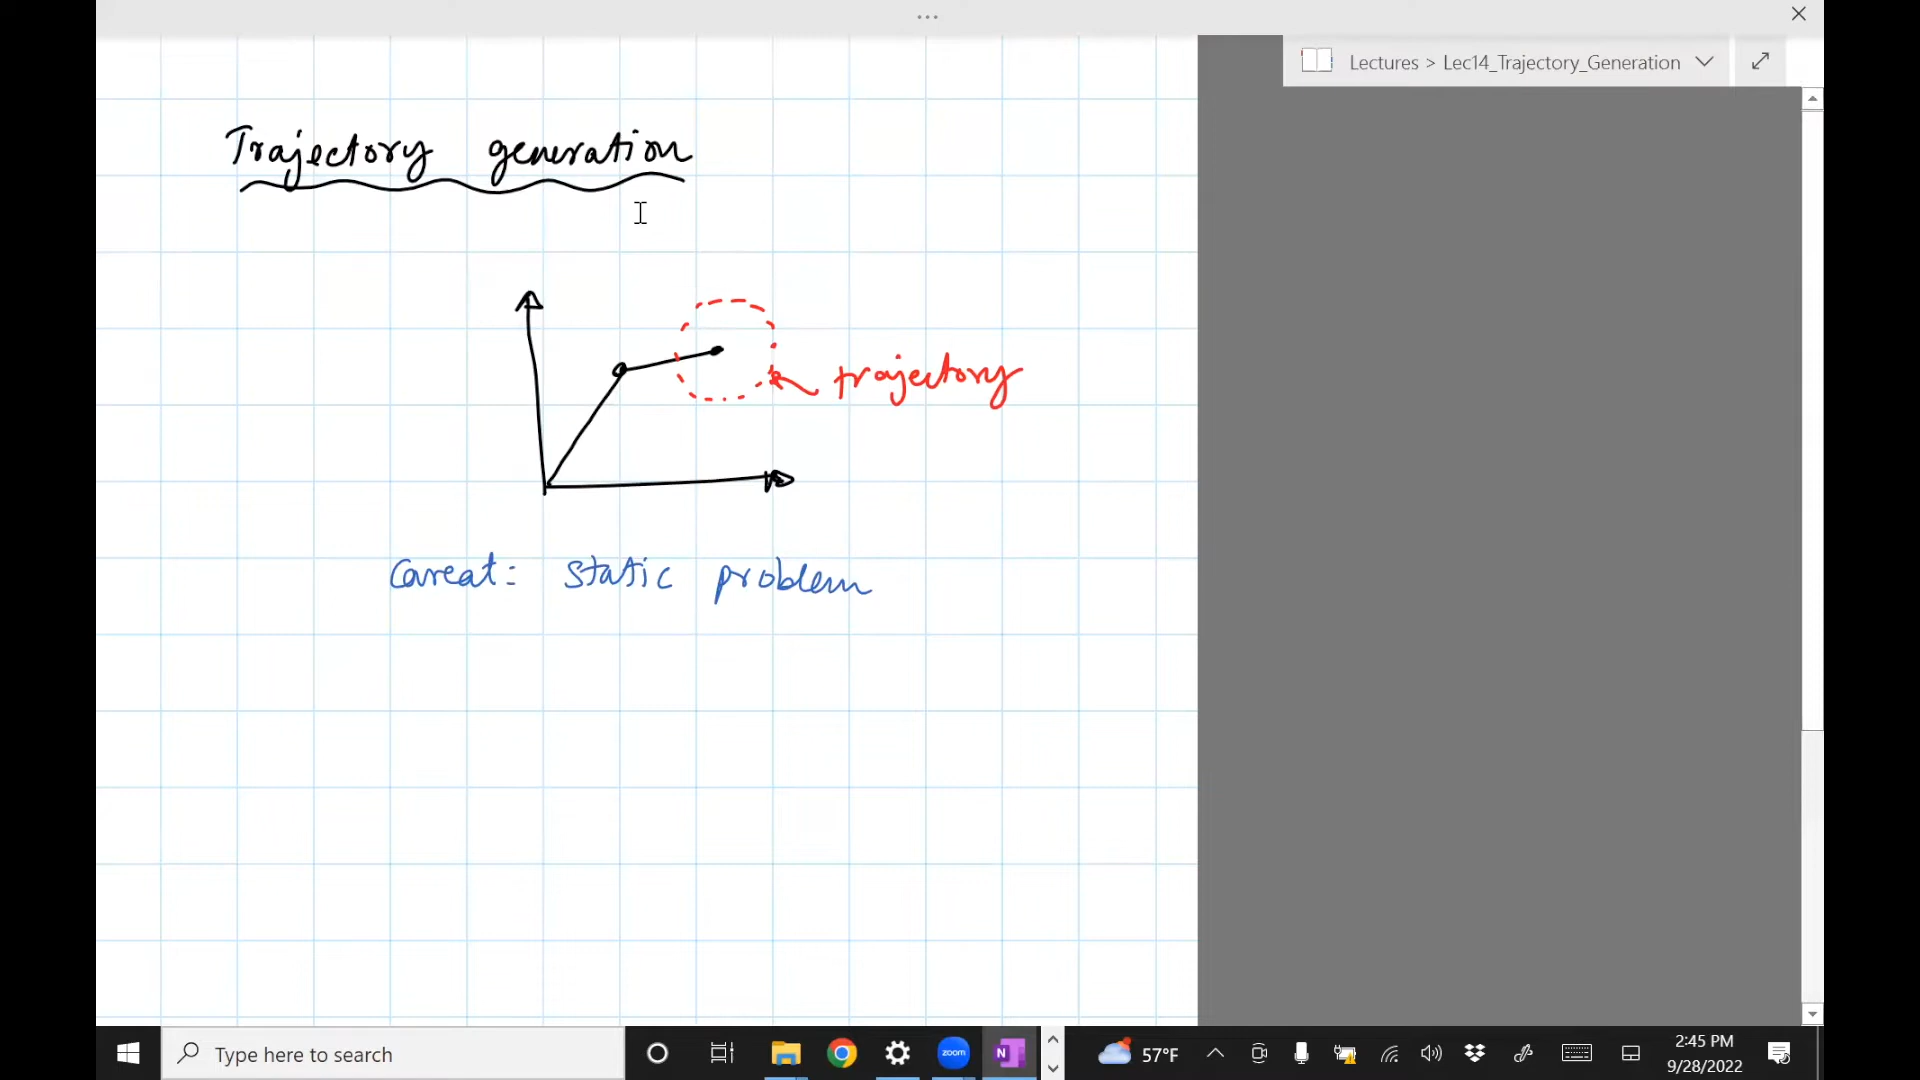 Lectures > Lec14_Trajectory_Generation
Trajectory generation
trajectory
Caveat: static problem
Type here to search
zoom
N
57°F
2:45 PM
9/28/2022